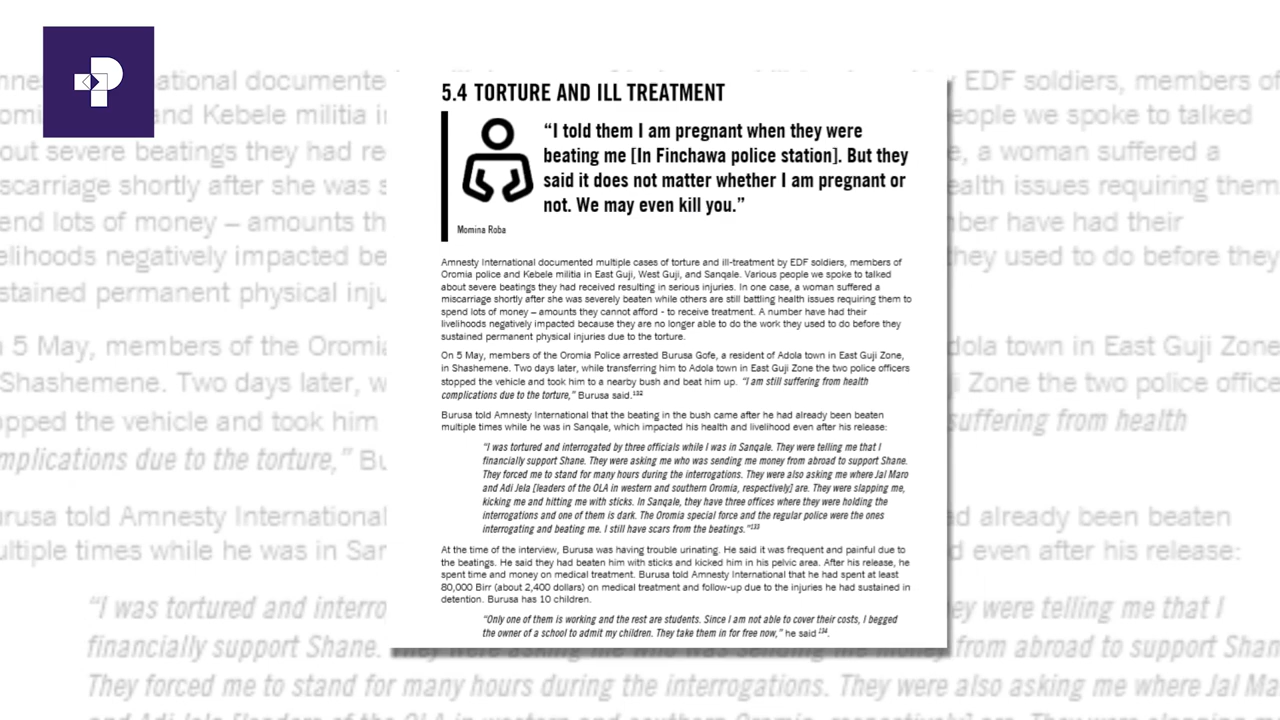 5.4 TORTURE AND ILL TREATMENT
“I told them I am pregnant when they were
beating me [In Finchawa police station]. But they
said it does not matter whether I am pregnant or
not. We may even kill you.”
Momina Roba
Amnesty International documented multiple cases of torture and ill-treatment by EDF soldiers, members of
Oromia police and Kebele militia in East Guji, West Guji, and Sanqale. Various people we spoke to talked
about severe beatings they had received resulting in serious injuries. In one case, a woman suffered a
miscarriage shortly after she was severely beaten while others are still battling health issues requiring them to
spend lots of money – amounts they cannot afford - to receive treatment. A number have had their
livelihoods negatively impacted because they are no longer able to do the work they used to do before they
sustained permanent physical injuries due to the torture.
On 5 May, members of the Oromia Police arrested Burusa Gofe, a resident of Adola town in East Guji Zone,
in Shashemene. Two days later, while transferring him to Adola town in East Guji Zone the two police officers
stopped the vehicle and took him to a nearby bush and beat him up. “I am still suffering from health
complications due to the torture,” Burusa said.¹³²
Burusa told Amnesty International that the beating in the bush came after he had already been beaten
multiple times while he was in Sanqale, which impacted his health and livelihood even after his release:
“I was tortured and interrogated by three officials while I was in Sanqale. They were telling me that I
financially support Shane. They were asking me who was sending me money from abroad to support Shane.
They forced me to stand for many hours during the interrogations. They were also asking me where Jal Maro
and Adi Jela [leaders of the OLA in western and southern Oromia, respectively] are. They were slapping me,
kicking me and hitting me with sticks. In Sanqale, they have three offices where they were holding the
interrogations and one of them is dark. The Oromia special force and the regular police were the ones
interrogating and beating me. I still have scars from the beatings.”¹³³
At the time of the interview, Burusa was having trouble urinating. He said it was frequent and painful due to
the beatings. He said they had beaten him with sticks and kicked him in his pelvic area. After his release, he
spent time and money on medical treatment. Burusa told Amnesty International that he had spent at least
80,000 Birr (about 2,400 dollars) on medical treatment and follow-up due to the injuries he had sustained in
detention. Burusa has 10 children.
“Only one of them is working and the rest are students. Since I am not able to cover their costs, I begged
the owner of a school to admit my children. They take them in for free now,” he said ¹³⁴.